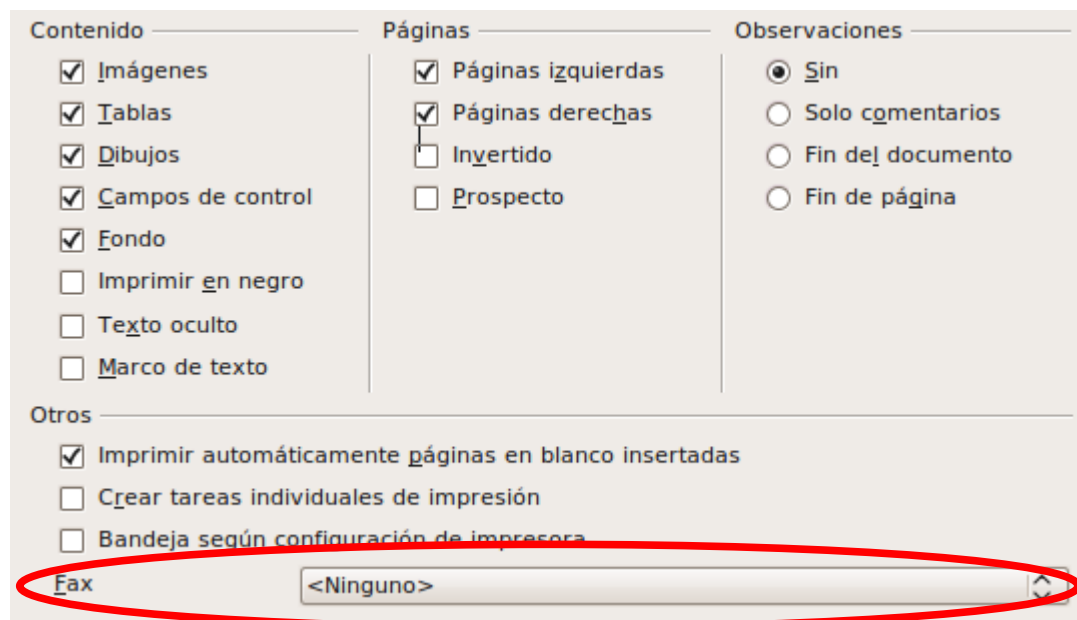 Contenido
Imágenes
Tablas
Dibujos
Campos de control
Fondo
Imprimir en negro
Texto oculto
Marco de texto
Páginas
Páginas izquierdas
Páginas derechas
Invertido
Prospecto
Observaciones
Sin
Solo comentarios
Fin del documento
Fin de página
Otros
Imprimir automáticamente páginas en blanco insertadas
Crear tareas individuales de impresión
Bandeja según configuración de impresora
Fax <Ninguno>